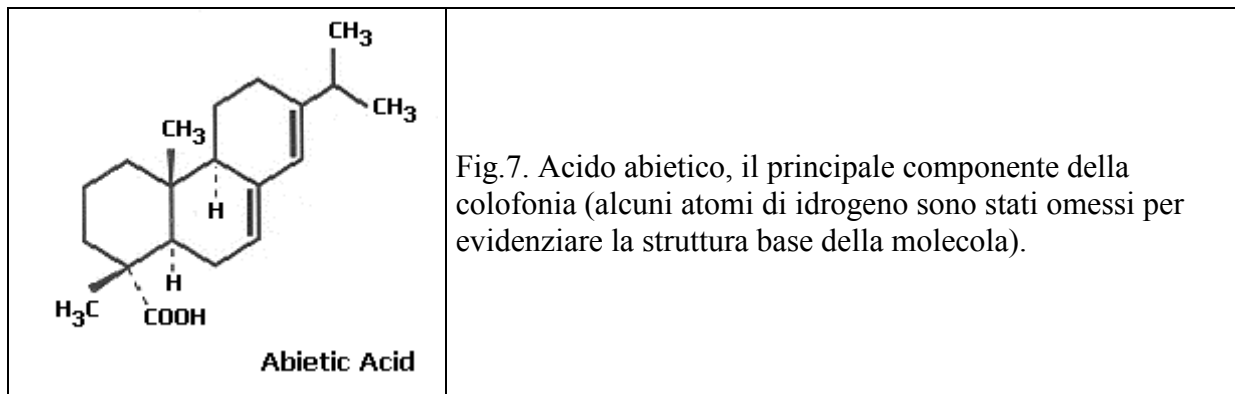 CH3
CH3
CH3
H
H
H3C
COOH
Abietic Acid
Fig.7. Acido abietico, il principale componente della
colofonia (alcuni atomi di idrogeno sono stati omessi per
evidenziare la struttura base della molecola).